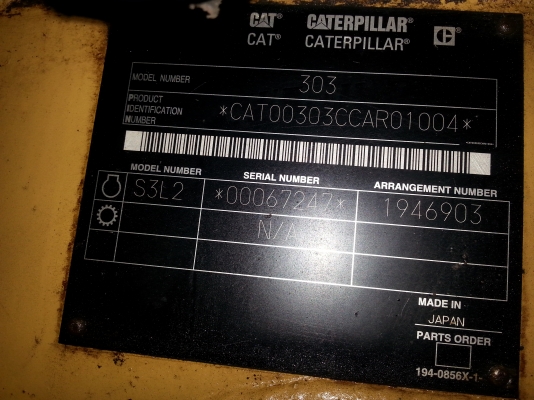 CAT® CATERPILLAR®
CAT® CATERPILLAR®
MODEL NUMBER 303
PRODUCT IDENTIFICATION NUMBER *CAT00303CCAR01004*
MODEL NUMBER SERIAL NUMBER ARRANGEMENT NUMBER
S3L2 *00067247* 1946903
N/A
MADE IN
JAPAN
PARTS ORDER
194-0856X-1-